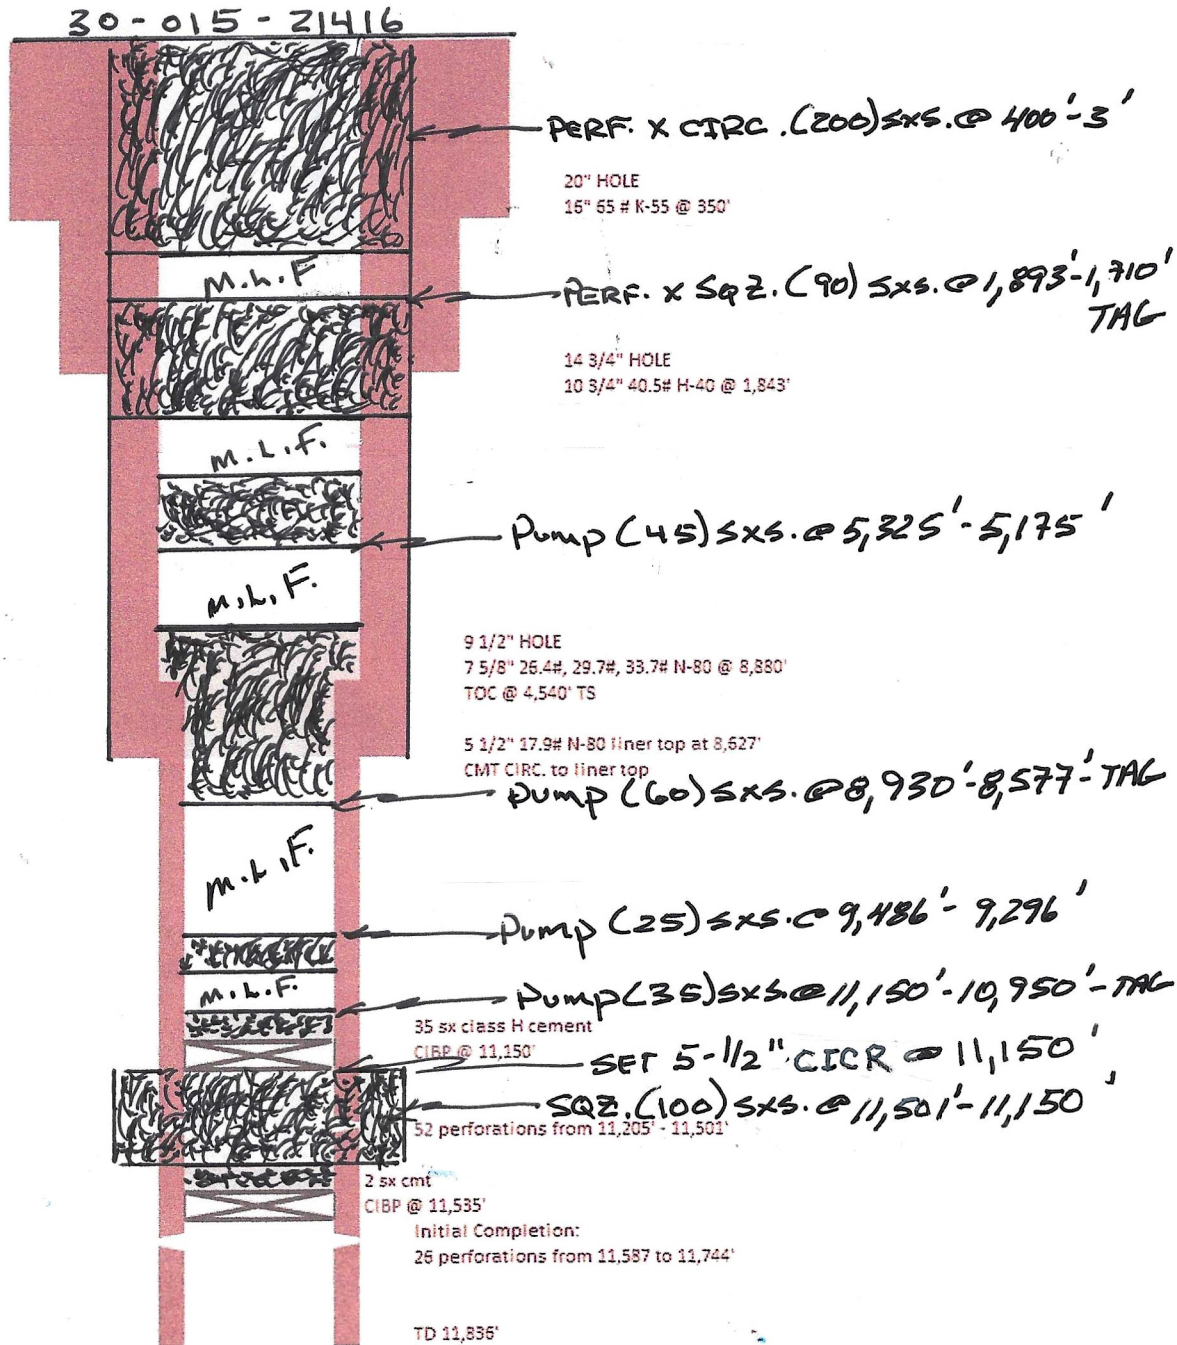 30-015-21416
PERF. X CIRC. (200) SXS. @ 400'-3'
20" HOLE
16" 65 # K-55 @ 350'
M.L.F
PERF. X SQZ. (90) SXS. @ 1,893'-1,710'
TAG
14 3/4" HOLE
10 3/4" 40.5# H-40 @ 1,843'
M.L.F.
Pump (45) SXS. @ 5,325'-5,175'
M.L.F.
9 1/2" HOLE
7 5/8" 26.4#, 29.7#, 33.7# N-80 @ 8,880'
TOC @ 4,540' TS
5 1/2" 17.9# N-80 liner top at 8,627'
CMT CIRC. to liner top
Pump (60) SXS. @ 8,930'-8,577'-TAG
M.L.F.
Pump (25) SXS. @ 9,486'-9,296'
M.L.F.
Pump (35) SXS. @ 11,150'-10,950'-TAG
35 sx class H cement
CIBP @ 11,150'
SET 5-1/2" CICR @ 11,150'
SQZ. (100) SXS. @ 11,501'-11,150'
52 perforations from 11,205' - 11,501'
2 sx cmt
CIBP @ 11,535'
Initial Completion:
26 perforations from 11,587 to 11,744'
TD 11,836'